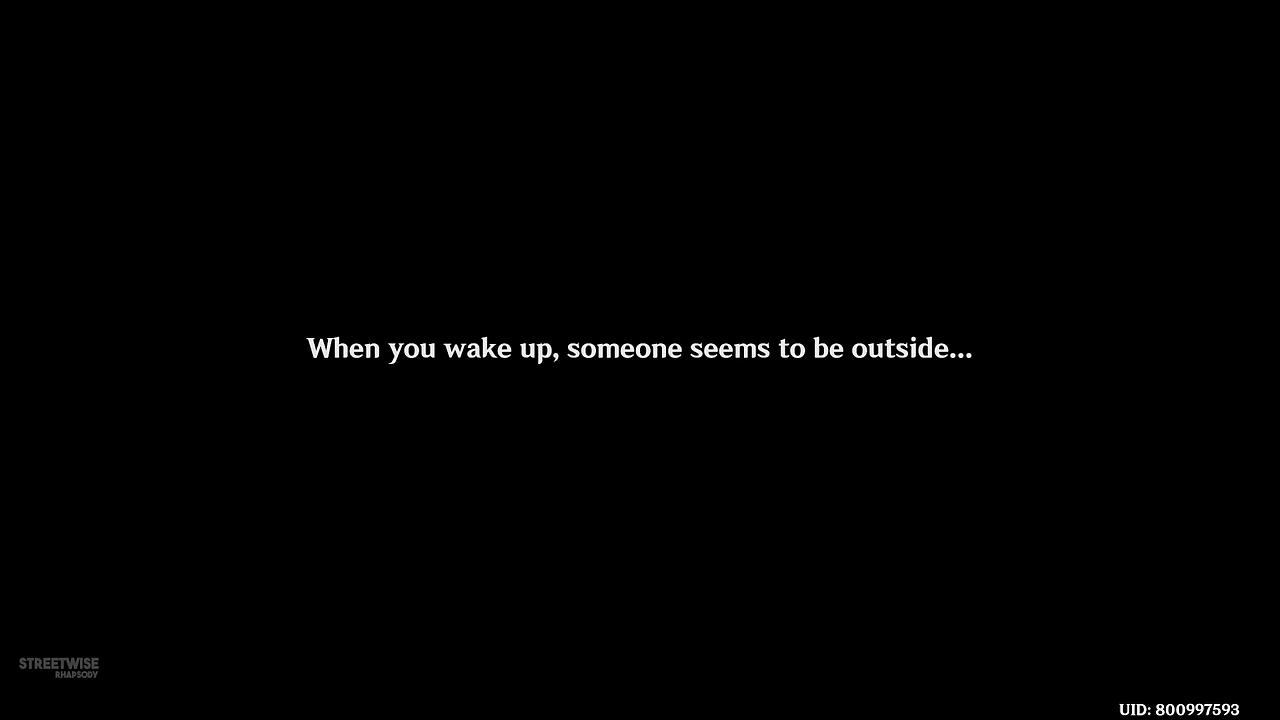 When you wake up, someone seems to be outside...
STREETWISE
RHAPSODY
UID: 800997593